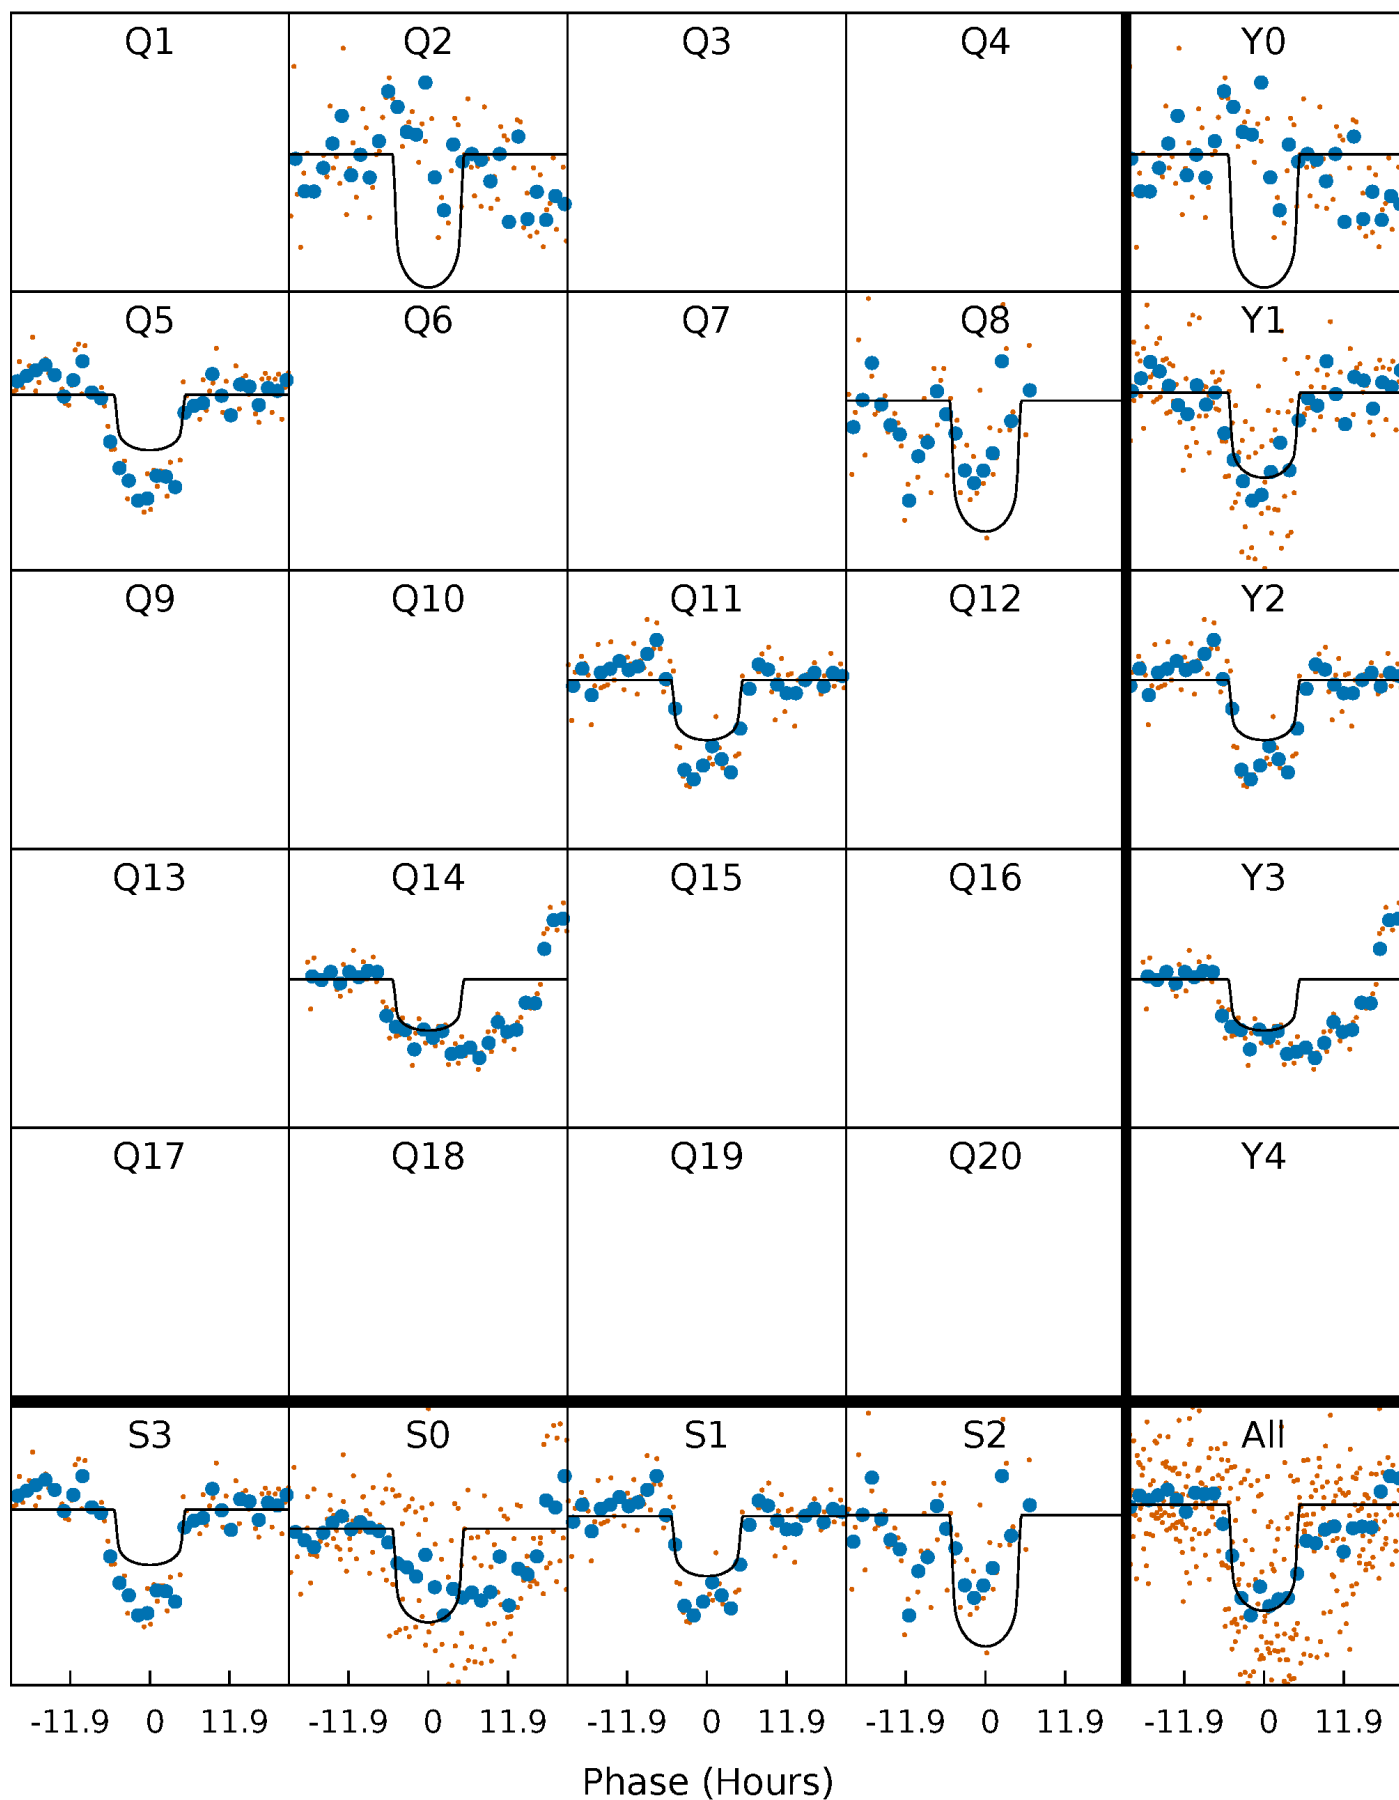 Q1 Q2 Q3 Q4 Y0
Q5 Q6 Q7 Q8 Y1
Q9 Q10 Q11 Q12 Y2
Q13 Q14 Q15 Q16 Y3
Q17 Q18 Q19 Q20 Y4
S3 S0 S1 S2 All
-11.9 0 11.9 -11.9 0 11.9 -11.9 0 11.9 -11.9 0 11.9 -11.9 0 11.9
Phase (Hours)